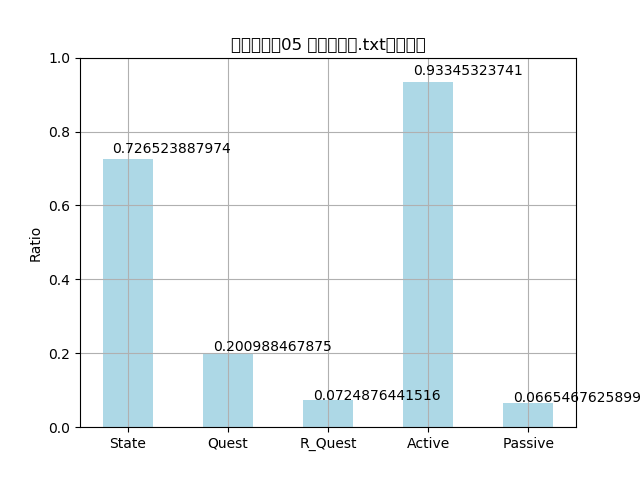 05 .txt
1.0
0.8
0.6
0.4
0.2
0.0
Ratio
0.726523887974
0.200988467875
0.0724876441516
0.93345323741
0.0665467625899
State
Quest
R_Quest
Active
Passive